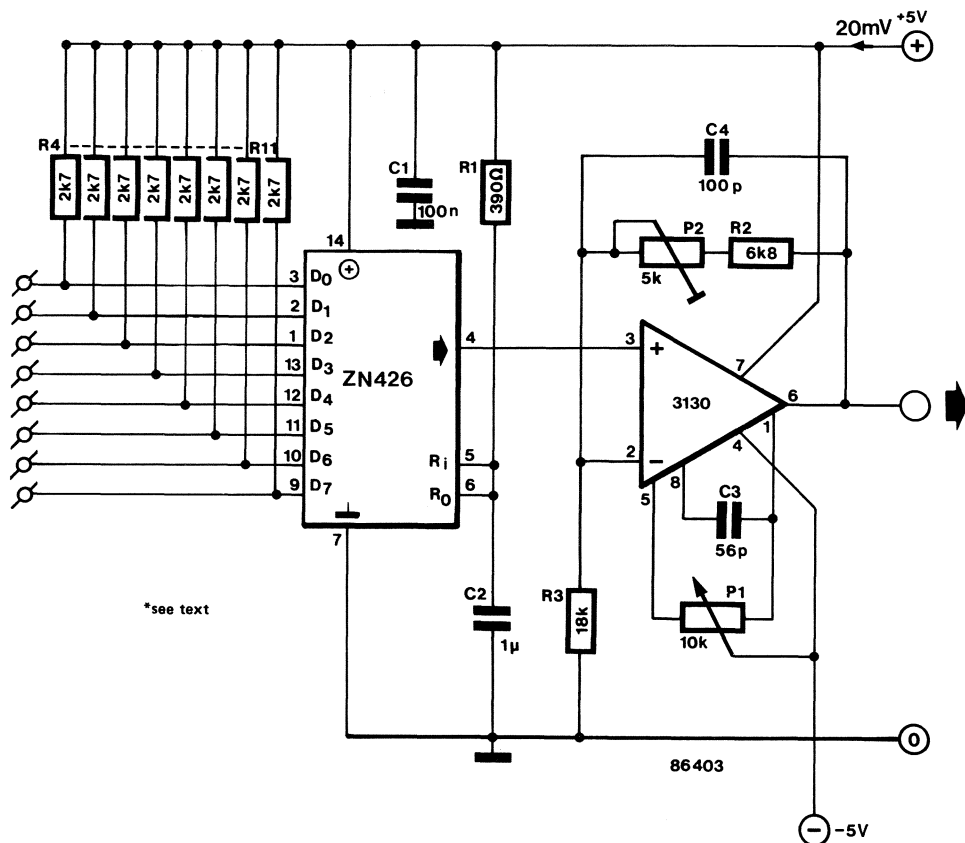 20mV +5V
R4 R11
2k7 2k7 2k7 2k7 2k7 2k7 2k7 2k7
C1
100n
R1
390Ω
C4
100p
P2 R2
5k 6k8
14
3 D0
2 D1
1 D2
13 D3
12 D4
11 D5
10 D6
9 D7
ZN426
4
Ri 5
R0 6
7
3 +
3130
7
6
1
4
2 −
8
5
C3
56p
P1
10k
R3
18k
C2
1µ
*see text
0
86403
−5V